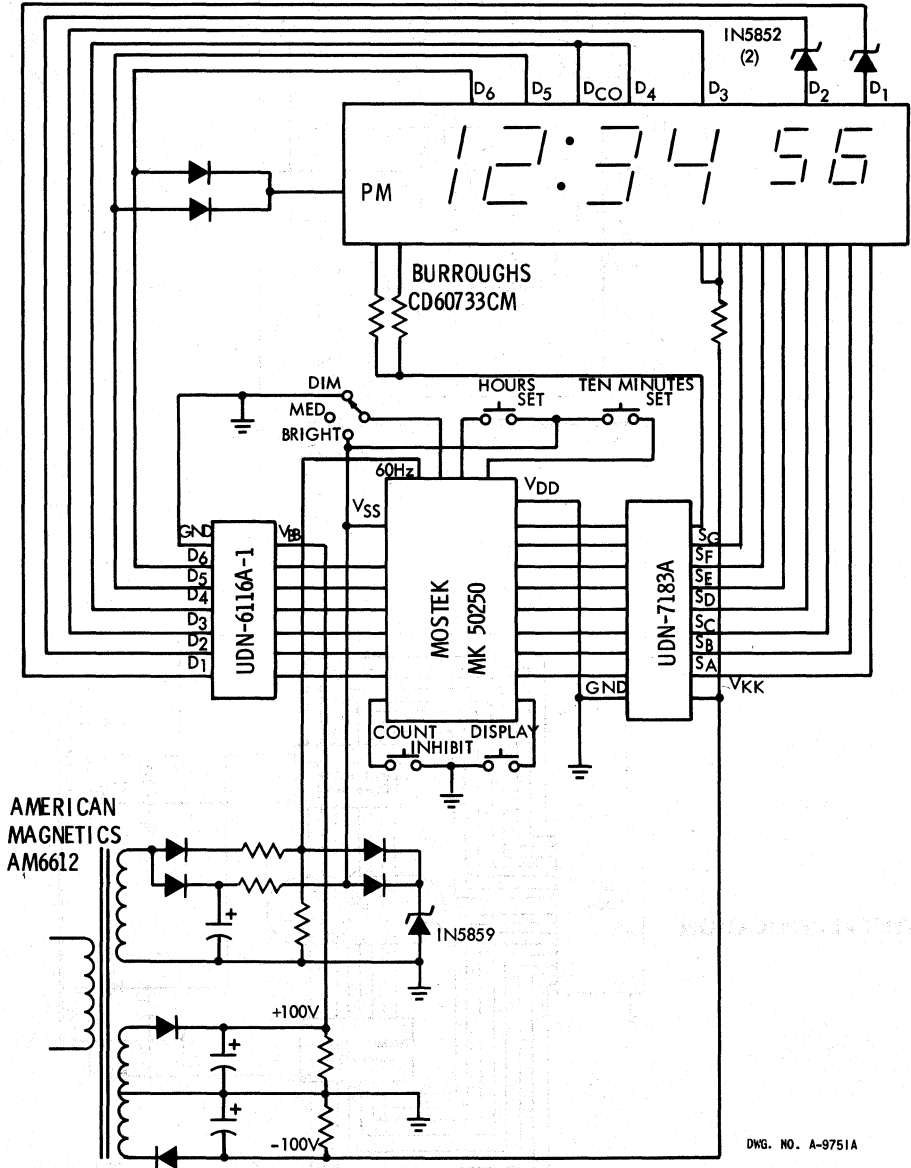 IN5852
(2)
D6 D5 DCO D4 D3 D2 D1
12:34 56
PM
BURROUGHS
CD60733CM
DIM
MED
BRIGHT
HOURS
SET
TEN MINUTES
SET
60Hz
VSS
VDD
GND
VBB
D6
D5
D4
D3
D2
D1
UDN-6116A-1
MOSTEK
MK 50250
UDN-7183A
SG
SF
SE
SD
SC
SB
SA
GND
VKK
COUNT
INHIBIT
DISPLAY
AMERICAN
MAGNETICS
AM6612
+
IN5859
+100V
+
+
-100V
DWG. NO. A-9751A